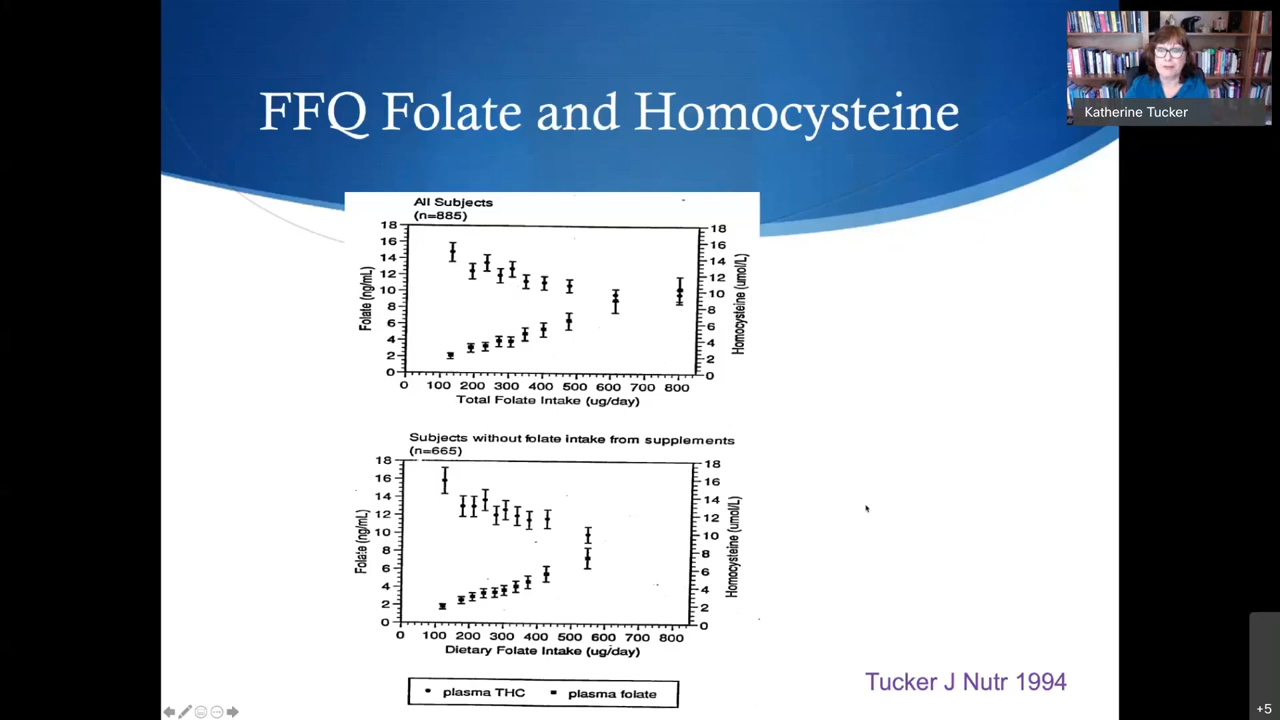 FFQ Folate and Homocysteine
Katherine Tucker
All Subjects
(n=885)
18
16
14
12
10
8
6
4
2
0
Folate (ng/mL)
18
16
14
12
10
8
6
4
2
0
Homocysteine (umol/L)
0 100 200 300 400 500 600 700 800
Total Folate Intake (ug/day)
Subjects without folate intake from supplements
(n=665)
18
16
14
12
10
8
6
4
2
0
Folate (ng/mL)
18
16
14
12
10
8
6
4
2
0
Homocysteine (umol/L)
0 100 200 300 400 500 600 700 800
Dietary Folate Intake (ug/day)
plasma THC plasma folate
Tucker J Nutr 1994
+5